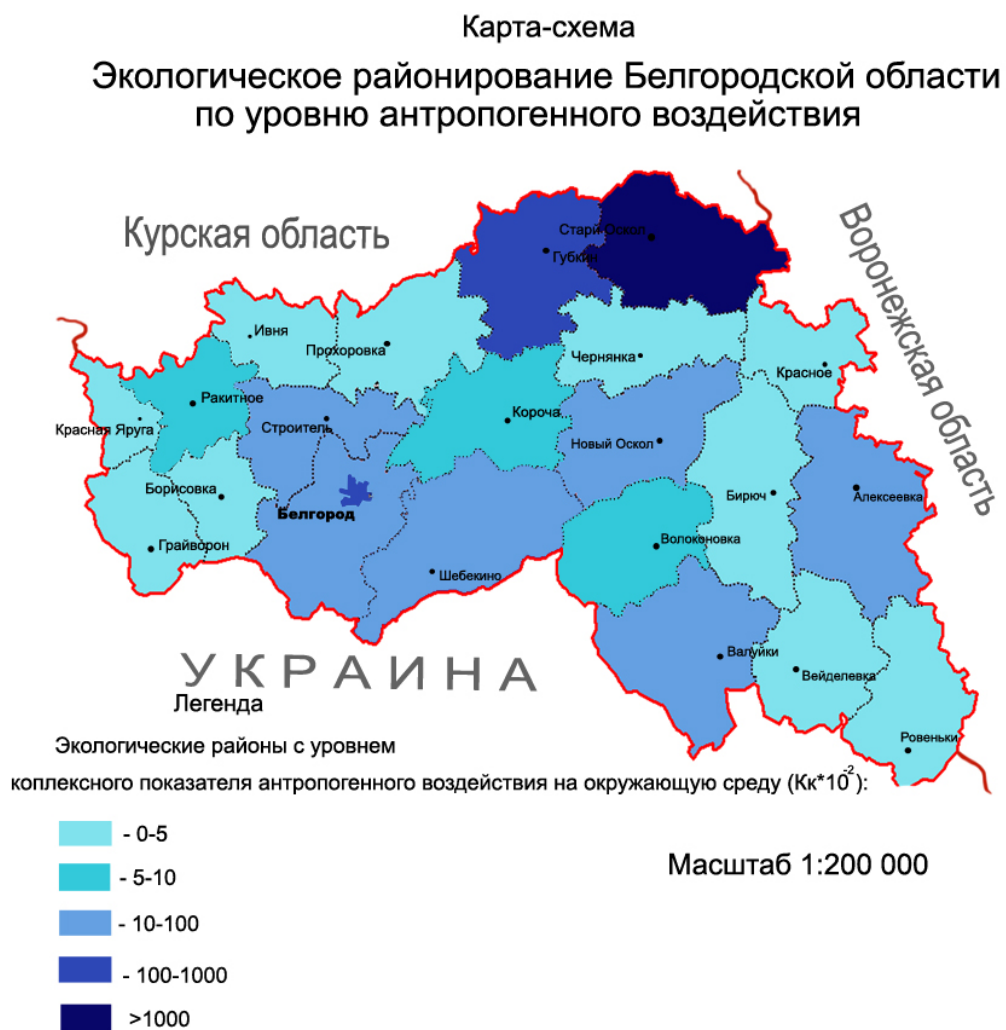 Карта-схема
Экологическое районирование Белгородской области
по уровню антропогенного воздействия
Курская область
Воронежская область
Старй Оскол
Губкин
Ивня
Прохоровка
Чернянка
Красное
Ракитное
Короча
Красная Яруга
Строитель
Новый Оскол
Борисовка
Бирюч
Алексеевка
Белгород
Грайворон
Волоконовка
Шебекино
УКРАИНА
Валуйки
Вейделевка
Ровеньки
Легенда
Экологические районы с уровнем
коплексного показателя антропогенного воздействия на окружающую среду (Кк*10-2):
- 0-5
- 5-10
- 10-100
- 100-1000
>1000
Масштаб 1:200 000